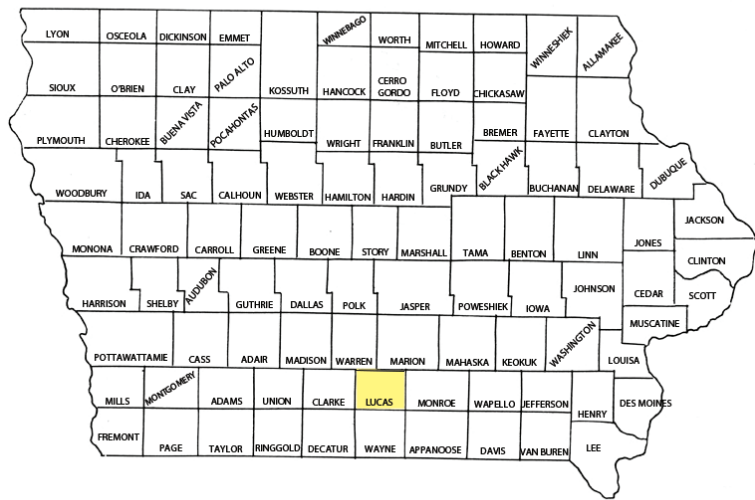 LYON OSCEOLA DICKINSON EMMET WINNEBAGO WORTH MITCHELL HOWARD WINNESHIEK ALLAMAKEE
SIOUX O'BRIEN CLAY PALO ALTO KOSSUTH HANCOCK CERRO GORDO FLOYD CHICKASAW
PLYMOUTH CHEROKEE BUENA VISTA POCAHONTAS HUMBOLDT WRIGHT FRANKLIN BUTLER BREMER FAYETTE CLAYTON
WOODBURY IDA SAC CALHOUN WEBSTER HAMILTON HARDIN GRUNDY BLACK HAWK BUCHANAN DELAWARE DUBUQUE
MONONA CRAWFORD CARROLL GREENE BOONE STORY MARSHALL TAMA BENTON LINN JONES JACKSON
CLINTON
HARRISON SHELBY AUDUBON GUTHRIE DALLAS POLK JASPER POWESHIEK IOWA JOHNSON CEDAR SCOTT
MUSCATINE
POTTAWATTAMIE CASS ADAIR MADISON WARREN MARION MAHASKA KEOKUK WASHINGTON LOUISA
MILLS MONTGOMERY ADAMS UNION CLARKE LUCAS MONROE WAPELLO JEFFERSON HENRY DES MOINES
FREMONT PAGE TAYLOR RINGGOLD DECATUR WAYNE APPANOOSE DAVIS VAN BUREN LEE